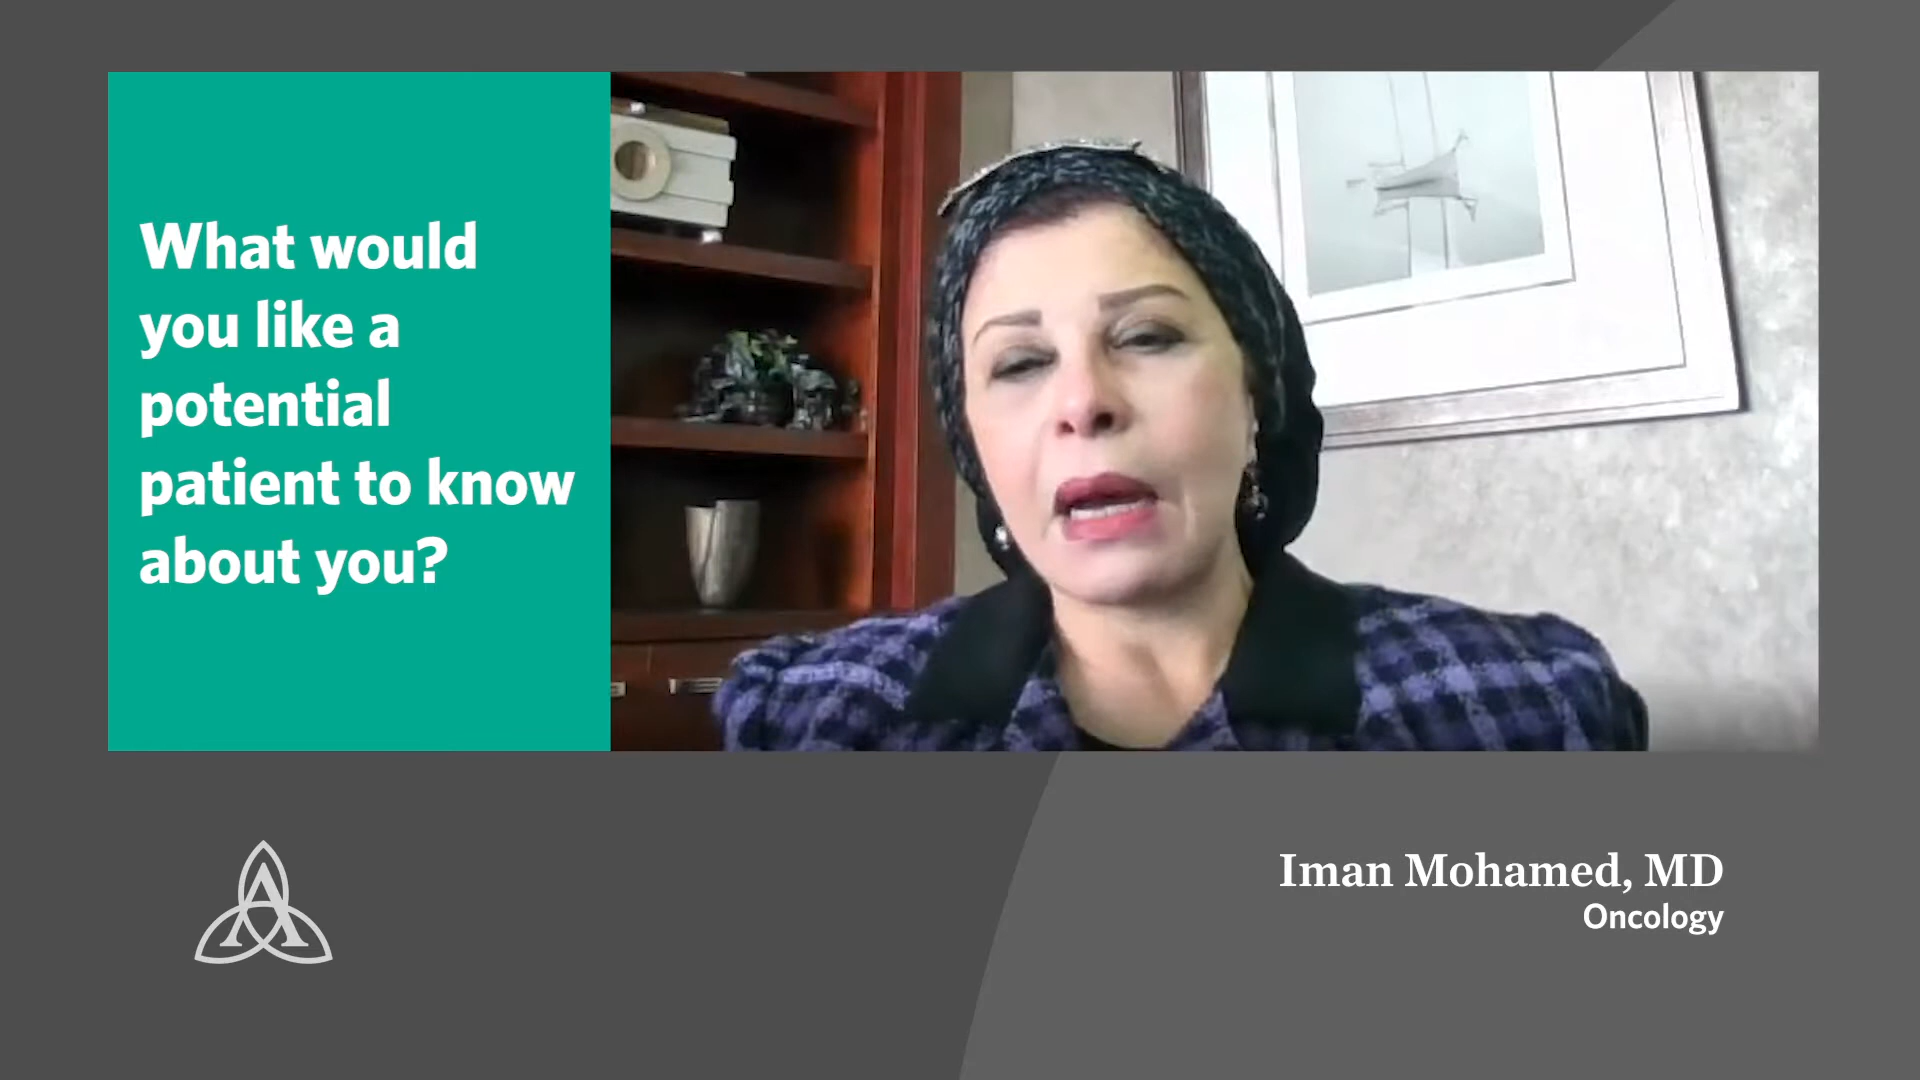 What would
you like a
potential
patient to know
about you?
A
Iman Mohamed, MD
Oncology